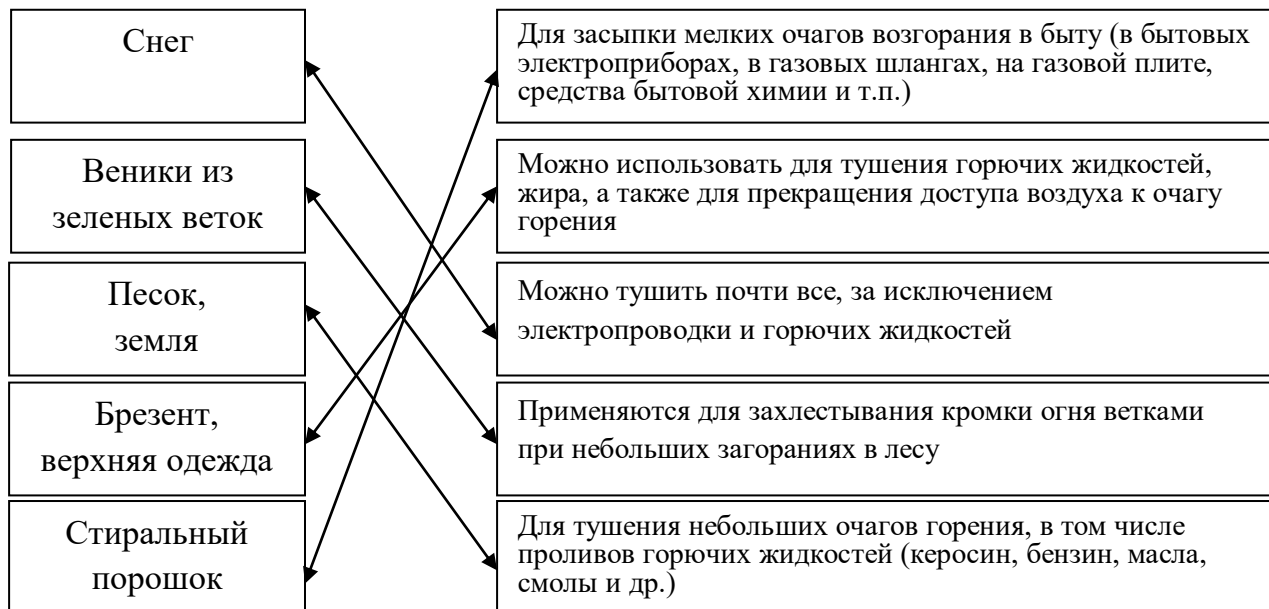 Снег
Для засыпки мелких очагов возгорания в быту (в бытовых
электроприборах, в газовых шлангах, на газовой плите,
средства бытовой химии и т.п.)
Веники из
зеленых веток
Можно использовать для тушения горючих жидкостей,
жира, а также для прекращения доступа воздуха к очагу
горения
Песок,
земля
Можно тушить почти все, за исключением
электропроводки и горючих жидкостей
Брезент,
верхняя одежда
Применяются для захлестывания кромки огня ветками
при небольших загораниях в лесу
Стиральный
порошок
Для тушения небольших очагов горения, в том числе
проливов горючих жидкостей (керосин, бензин, масла,
смолы и др.)